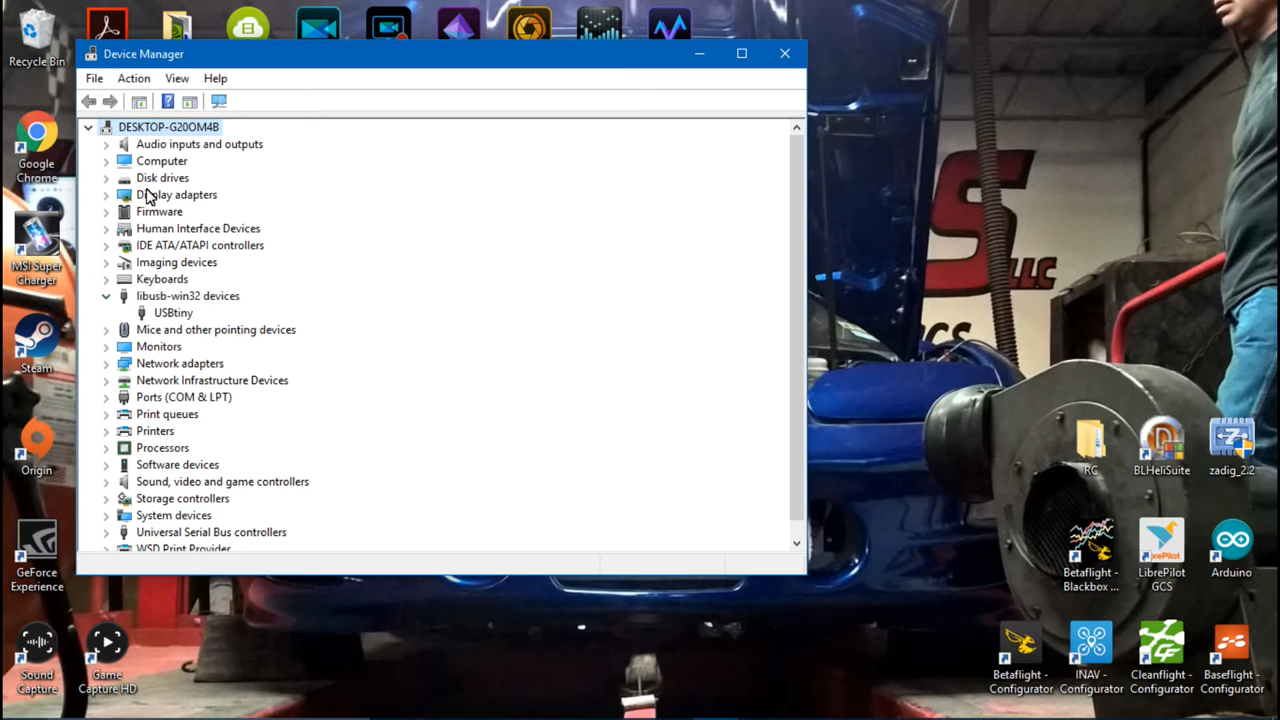 Recycle Bin
Device Manager
File Action View Help
DESKTOP-G20OM4B
Audio inputs and outputs
Computer
Disk drives
Display adapters
Firmware
Human Interface Devices
IDE ATA/ATAPI controllers
Imaging devices
Keyboards
libusb-win32 devices
USBtiny
Mice and other pointing devices
Monitors
Network adapters
Network Infrastructure Devices
Ports (COM & LPT)
Print queues
Printers
Processors
Software devices
Sound, video and game controllers
Storage controllers
System devices
Universal Serial Bus controllers
WSD Print Provider
Google
Chrome
MSI Super
Charger
Steam
Origin
GeForce
Experience
Sound
Capture
Game
Capture HD
S
LLC
RC
BLHeliSuite
zadig_2.2
Betaflight -
Blackbox ...
LibrePilot
GCS
Arduino
Betaflight -
Configurator
INAV -
Configurator
Cleanflight -
Configurator
Baseflight -
Configurator